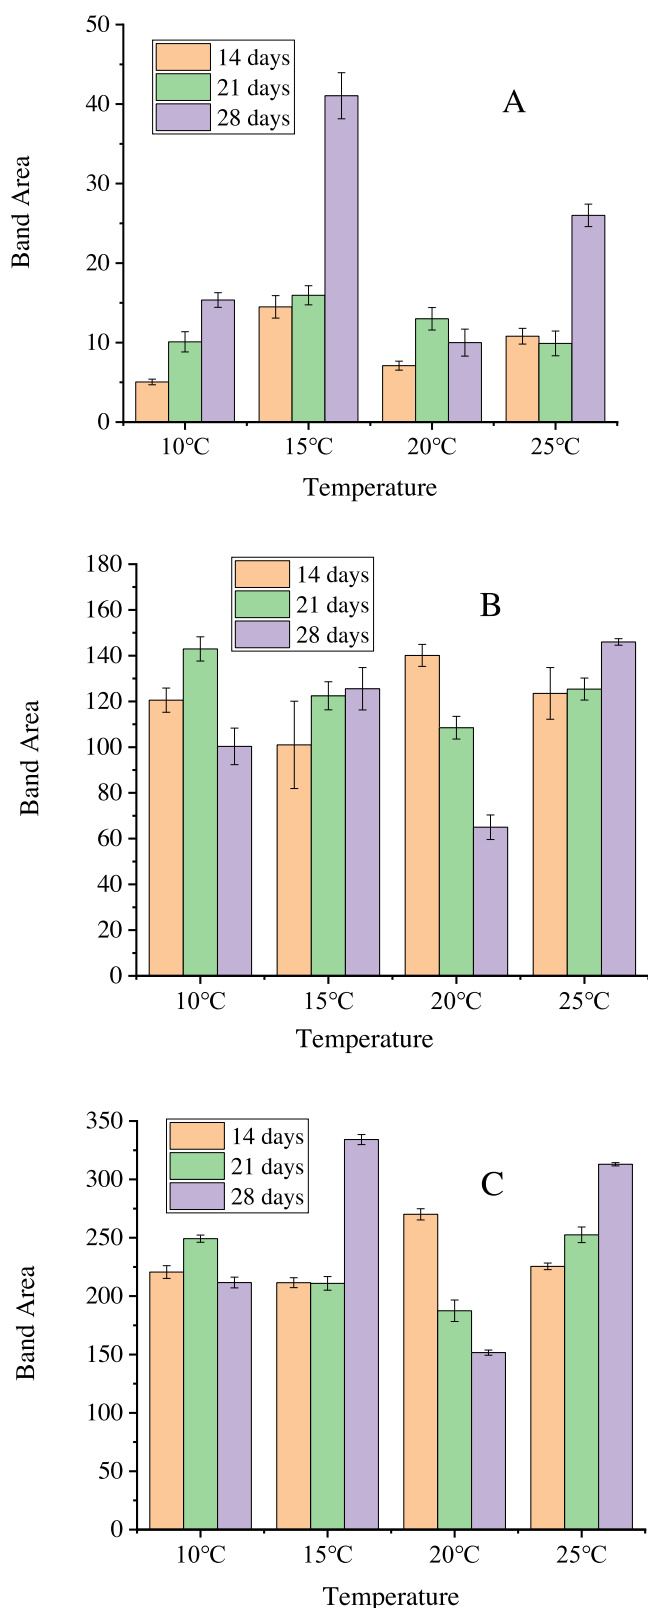 50
40
30
20
10
0
Band Area
14 days
21 days
28 days
A
10°C 15°C 20°C 25°C
Temperature
180
160
140
120
100
80
60
40
20
0
Band Area
14 days
21 days
28 days
B
10°C 15°C 20°C 25°C
Temperature
350
300
250
200
150
100
50
0
Band Area
14 days
21 days
28 days
C
10°C 15°C 20°C 25°C
Temperature